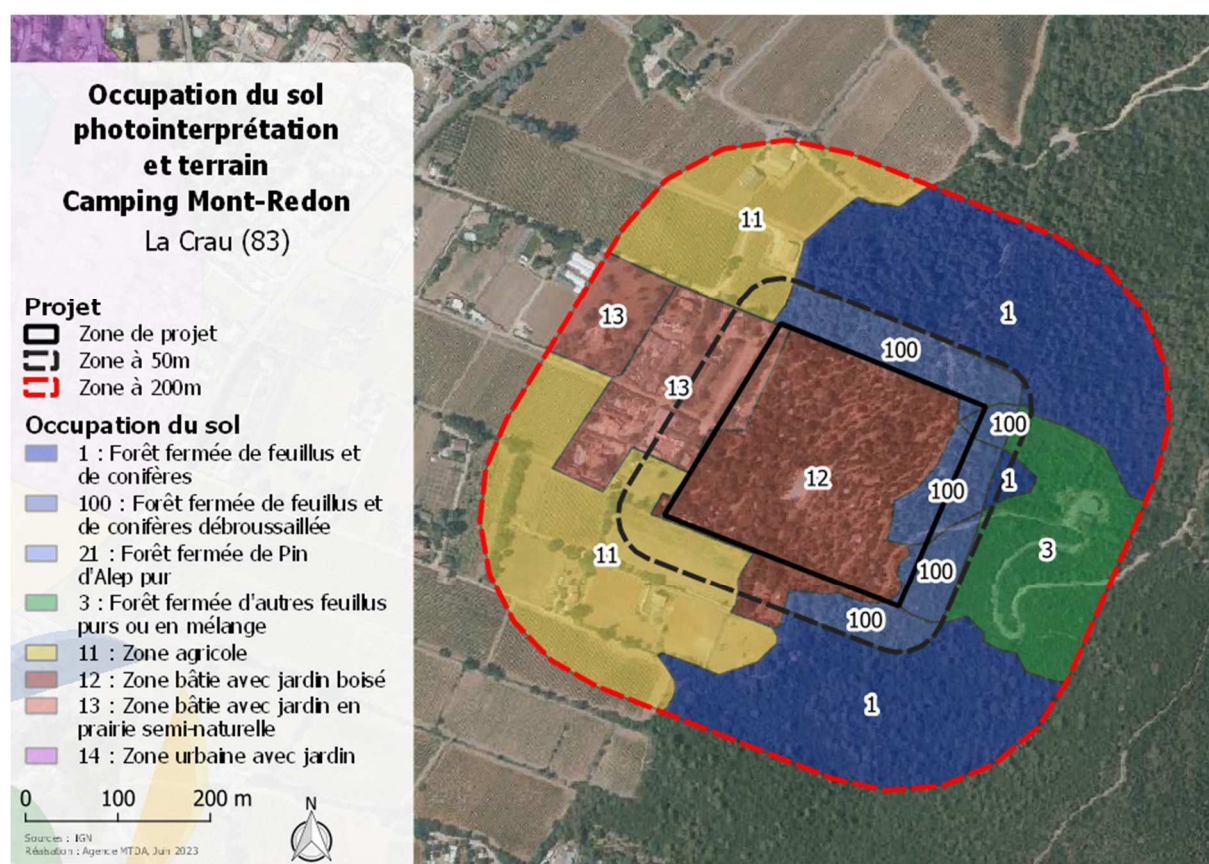 Occupation du sol
photointerprétation
et terrain
Camping Mont-Redon
La Crau (83)
Projet
Zone de projet
Zone à 50m
Zone à 200m
Occupation du sol
1 : Forêt fermée de feuillus et
de conifères
100 : Forêt fermée de feuillus et
de conifères débroussaillée
21 : Forêt fermée de Pin
d'Alep pur
3 : Forêt fermée d'autres feuillus
purs ou en mélange
11 : Zone agricole
12 : Zone bâtie avec jardin boisé
13 : Zone bâtie avec jardin en
prairie semi-naturelle
14 : Zone urbaine avec jardin
0 100 200 m
N
Sources : IGN
Réalisation : Agence MTDA, Juin 2023
11
13
1
100
13
100
12
100
1
11
100
3
100
1